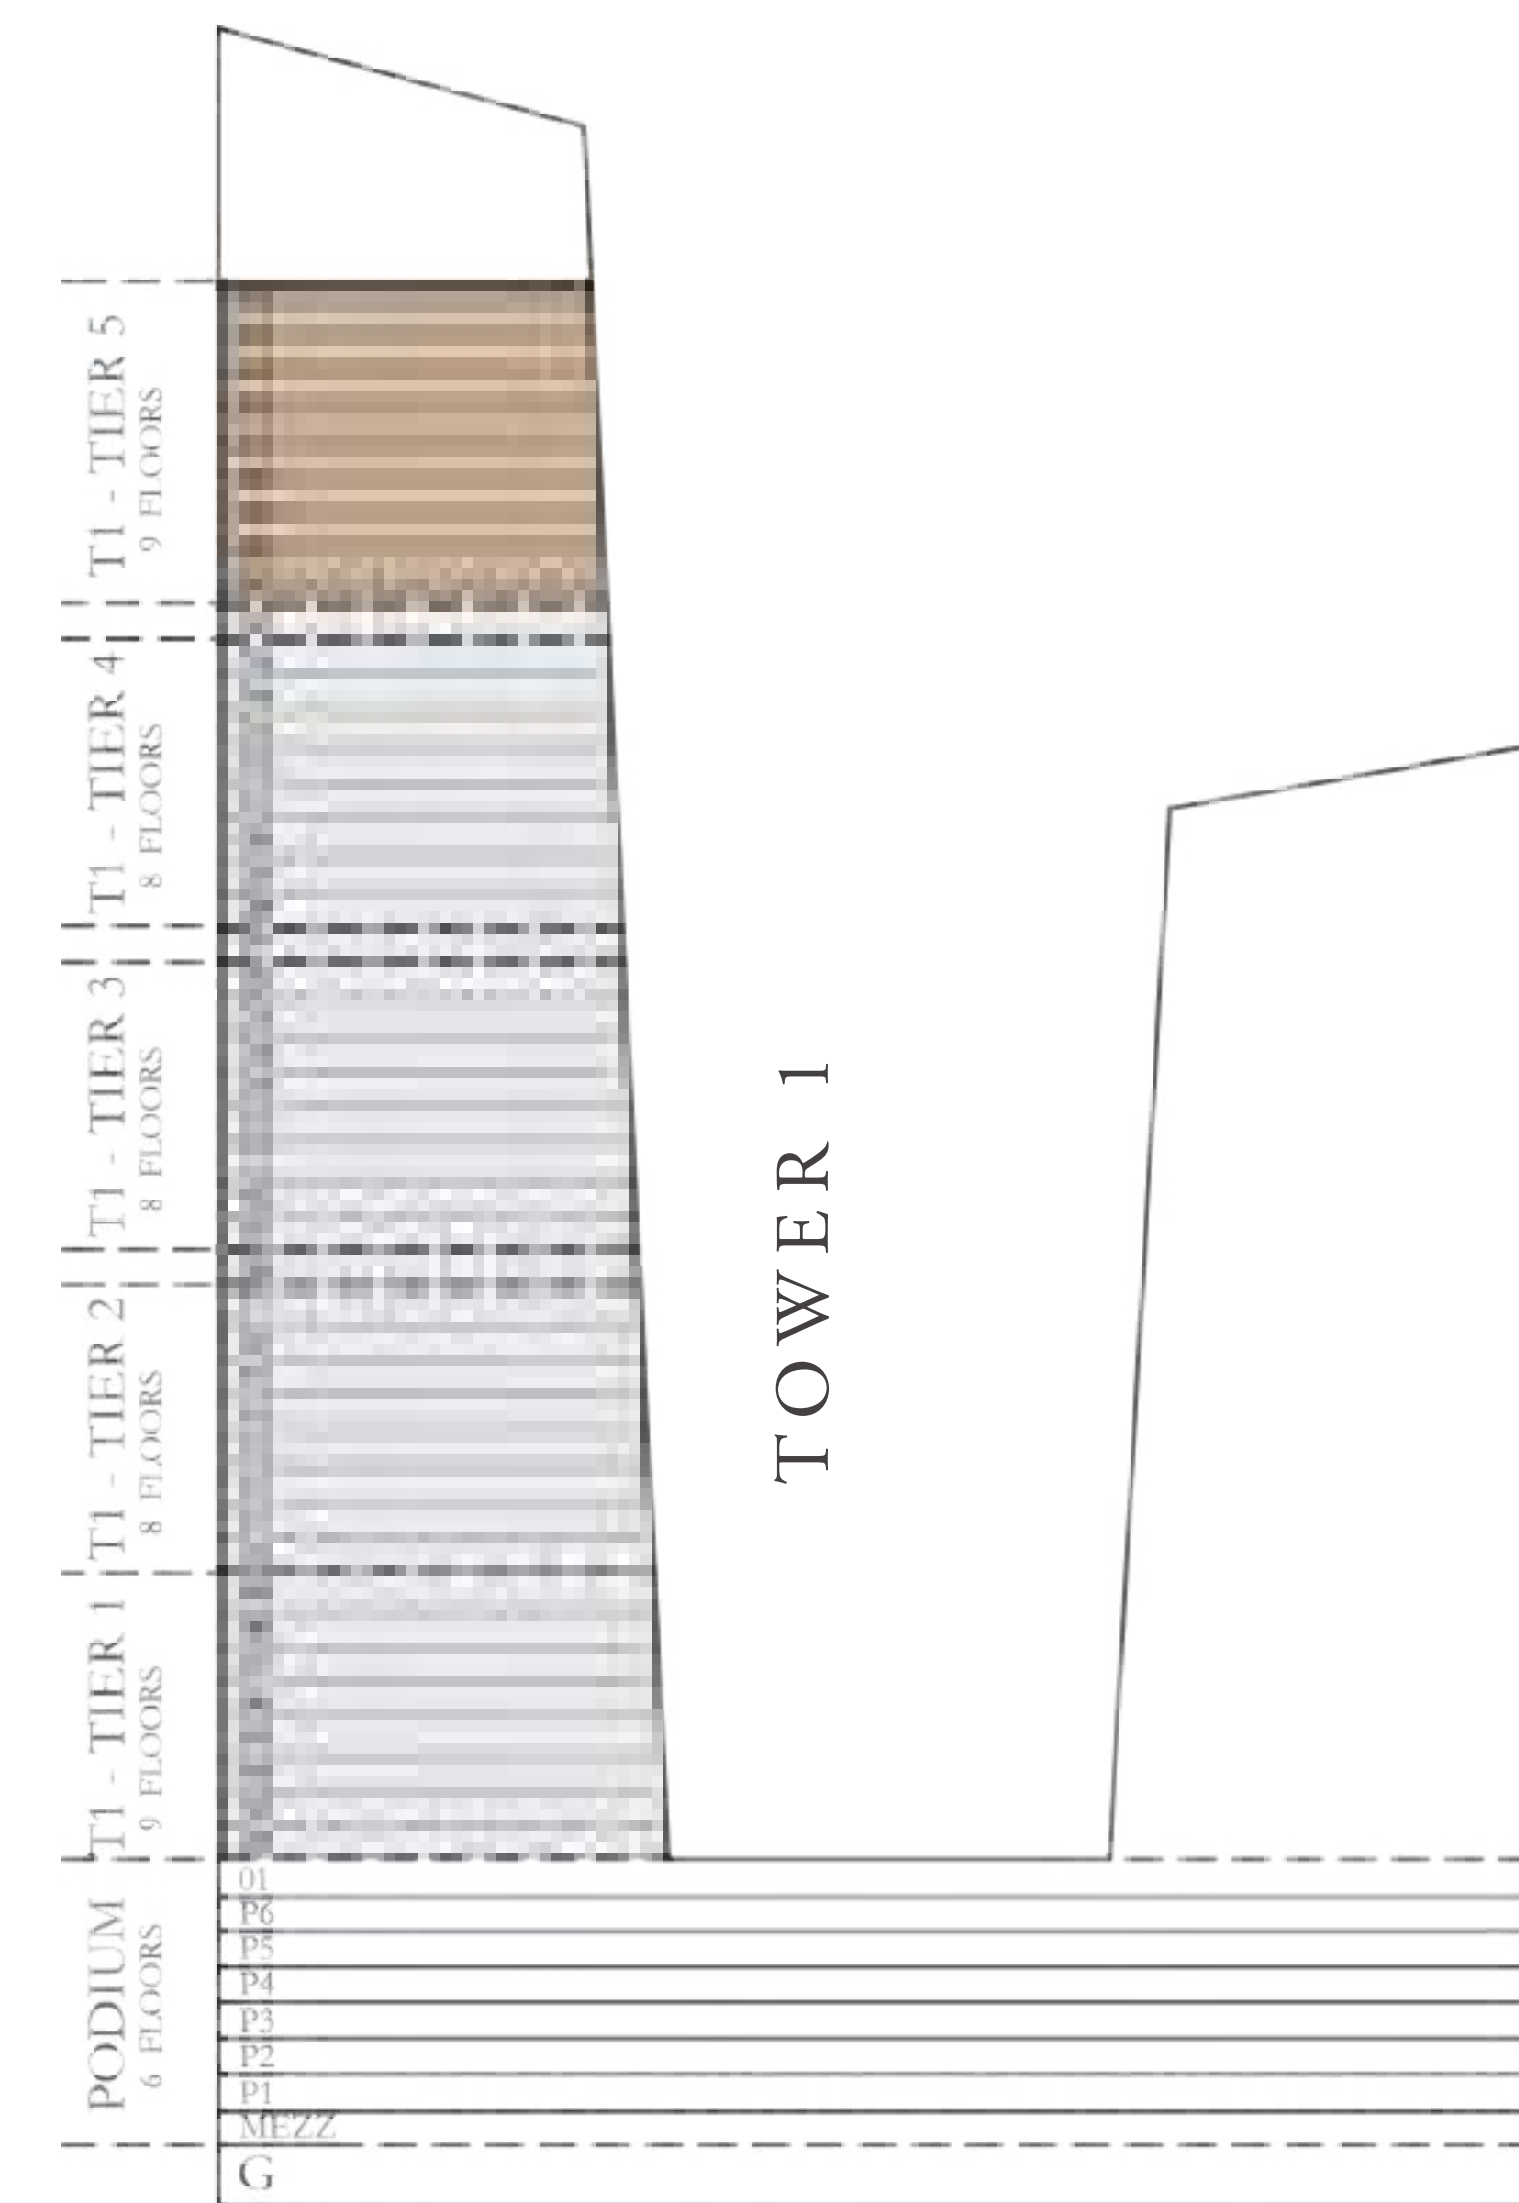 T1 - TIER 5
9 FLOORS
T1 - TIER 4
8 FLOORS
T1 - TIER 3
8 FLOORS
T1 - TIER 2
8 FLOORS
T1 - TIER 1
9 FLOORS
PODIUM
6 FLOORS
TOWER 1
01
P6
P5
P4
P3
P2
P1
MEZZ
G